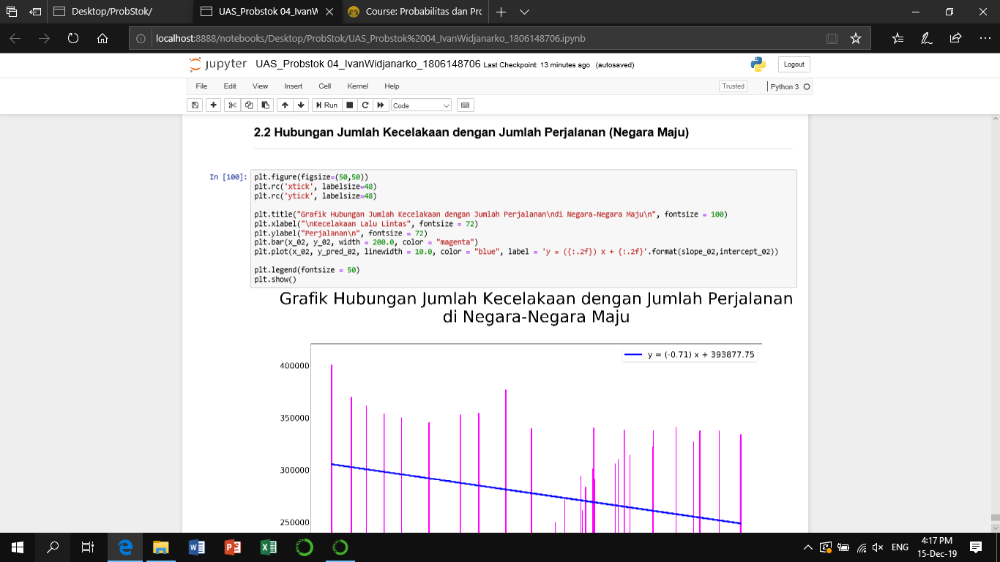 Desktop/ProbStok/
UAS_Probstok 04_IvanW
Course: Probabilitas dan Pro
localhost:8888/notebooks/Desktop/ProbStok/UAS_Probstok%2004_IvanWidjanarko_1806148706.ipynb
jupyter UAS_Probstok 04_IvanWidjanarko_1806148706 Last Checkpoint: 13 minutes ago (autosaved)
Logout
File Edit View Insert Cell Kernel Help
Trusted
Python 3
Run
Code
2.2 Hubungan Jumlah Kecelakaan dengan Jumlah Perjalanan (Negara Maju)
In [100]: plt.figure(figsize=(50,50))
plt.rc('xtick', labelsize=48)
plt.rc('ytick', labelsize=48)
plt.title("Grafik Hubungan Jumlah Kecelakaan dengan Jumlah Perjalanan\ndi Negara-Negara Maju\n", fontsize = 100)
plt.xlabel("\nKecelakaan Lalu Lintas", fontsize = 72)
plt.ylabel("Perjalanan\n", fontsize = 72)
plt.bar(x_02, y_02, width = 200.0, color = "magenta")
plt.plot(x_02, y_pred_02, linewidth = 10.0, color = "blue", label = 'y = ({:.2f}) x + {:.2f}'.format(slope_02,intercept_02))
plt.legend(fontsize = 50)
plt.show()
Grafik Hubungan Jumlah Kecelakaan dengan Jumlah Perjalanan
di Negara-Negara Maju
y = (-0.71) x + 393877.75
400000
350000
300000
250000
ENG
4:17 PM
15-Dec-19